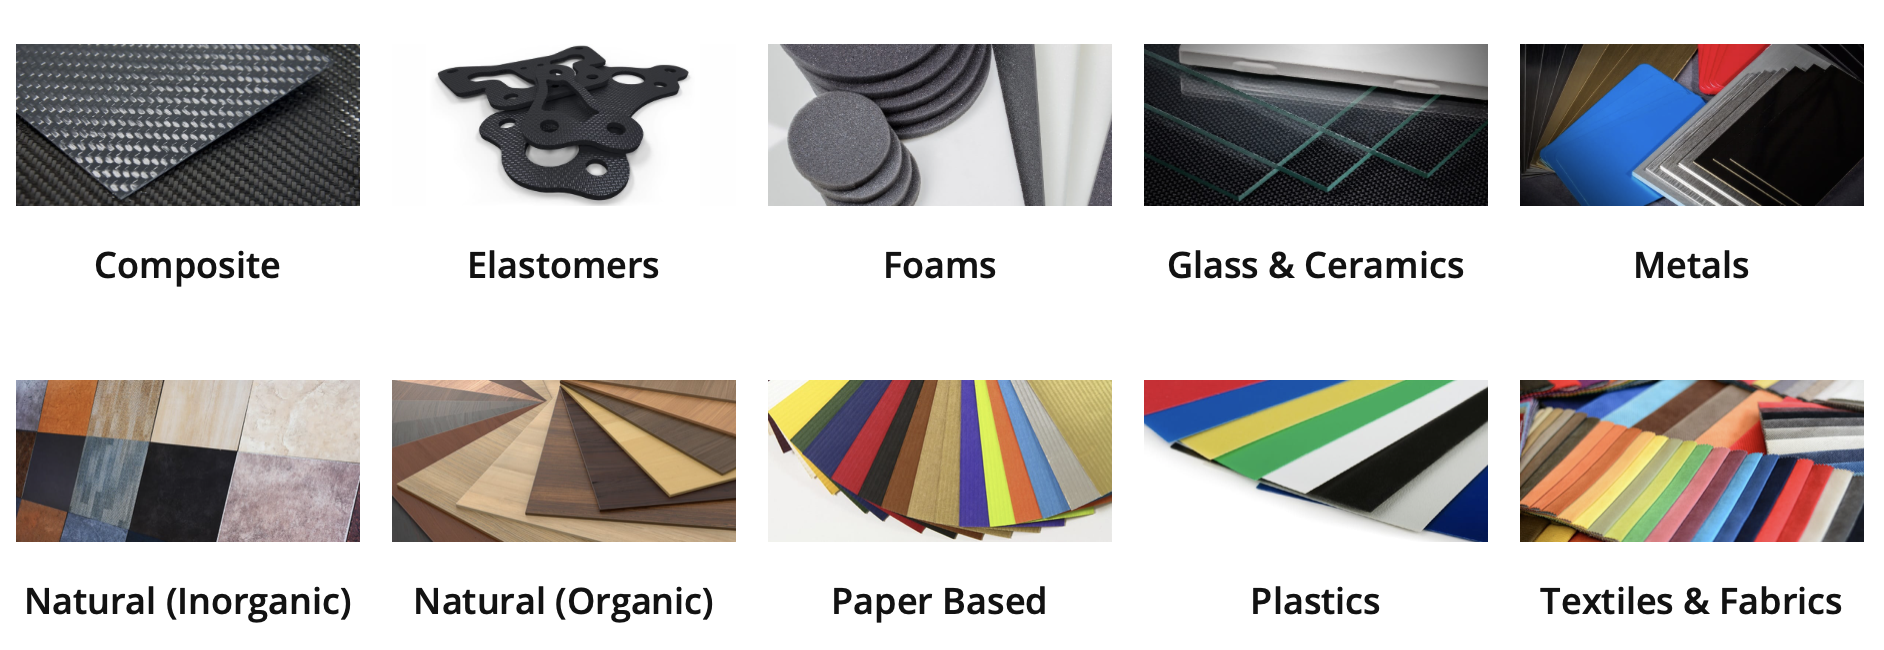 Composite
Elastomers
Foams
Glass & Ceramics
Metals
Natural (Inorganic)
Natural (Organic)
Paper Based
Plastics
Textiles & Fabrics